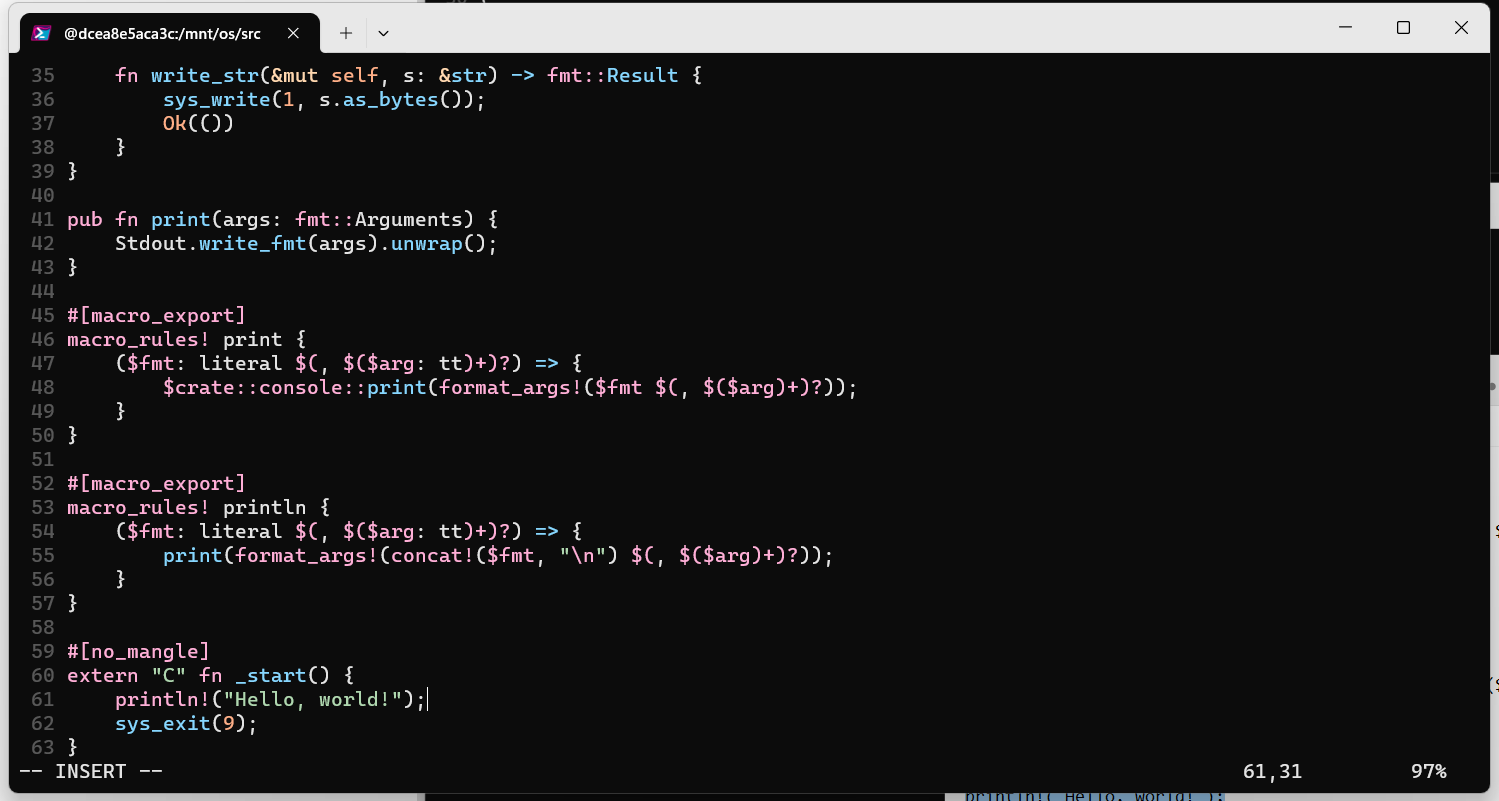 @dcea8e5aca3c:/mnt/os/src
35     fn write_str(&mut self, s: &str) -> fmt::Result {
36         sys_write(1, s.as_bytes());
37         Ok(())
38     }
39 }
40
41 pub fn print(args: fmt::Arguments) {
42     Stdout.write_fmt(args).unwrap();
43 }
44
45 #[macro_export]
46 macro_rules! print {
47     ($fmt: literal $(, $($arg: tt)+)?) => {
48         $crate::console::print(format_args!($fmt $(, $($arg)+)?));
49     }
50 }
51
52 #[macro_export]
53 macro_rules! println {
54     ($fmt: literal $(, $($arg: tt)+)?) => {
55         print(format_args!(concat!($fmt, "\n") $(, $($arg)+)?));
56     }
57 }
58
59 #[no_mangle]
60 extern "C" fn _start() {
61     println!("Hello, world!");
62     sys_exit(9);
63 }
-- INSERT -- 61,31 97%
println!("Hello, World!");